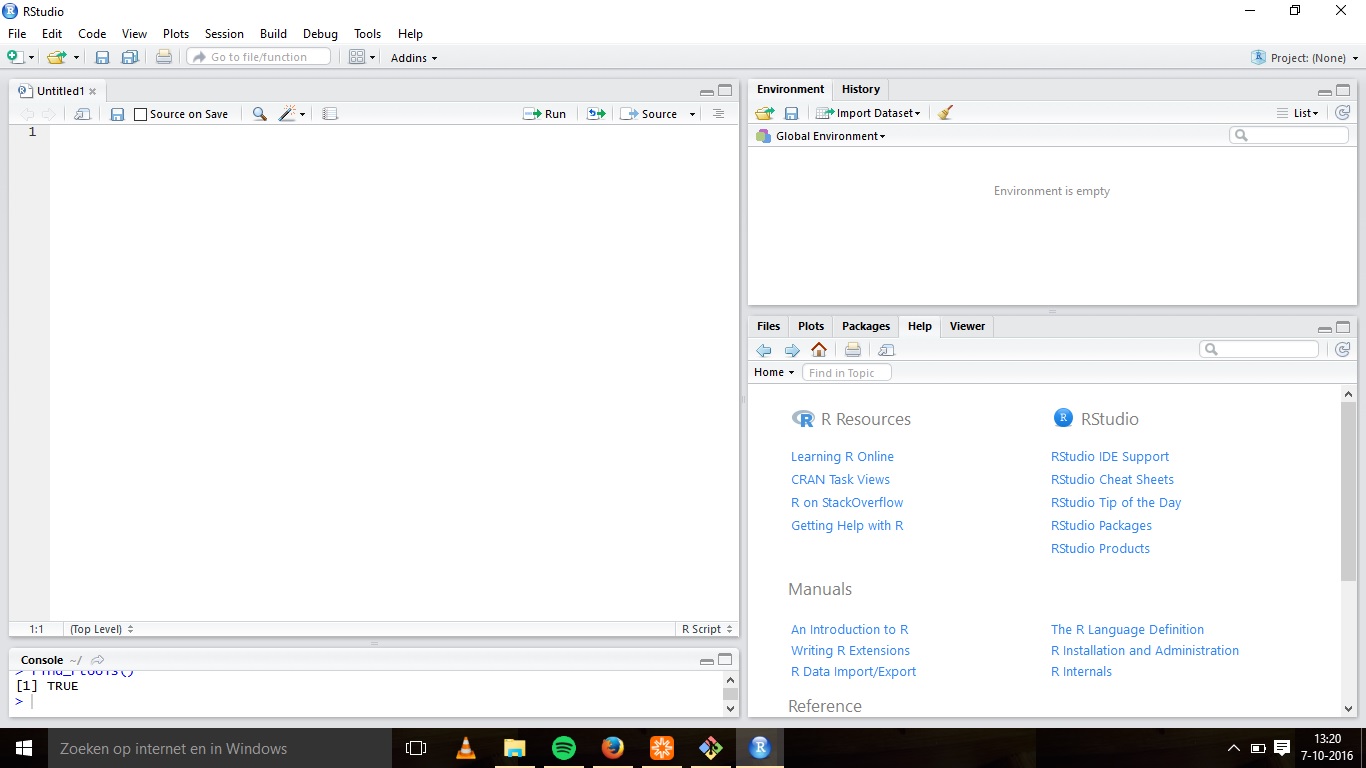 RStudio
File Edit Code View Plots Session Build Debug Tools Help
Go to file/function Addins Project: (None)
Untitled1
Source on Save Run Source
1
1:1 (Top Level) R Script
Console ~/
> find_rtools()
[1] TRUE
>
Environment History
Import Dataset List
Global Environment
Environment is empty
Files Plots Packages Help Viewer
Home Find in Topic
R Resources
Learning R Online
CRAN Task Views
R on StackOverflow
Getting Help with R
RStudio
RStudio IDE Support
RStudio Cheat Sheets
RStudio Tip of the Day
RStudio Packages
RStudio Products
Manuals
An Introduction to R
Writing R Extensions
R Data Import/Export
The R Language Definition
R Installation and Administration
R Internals
Reference
Zoeken op internet en in Windows
13:20
7-10-2016